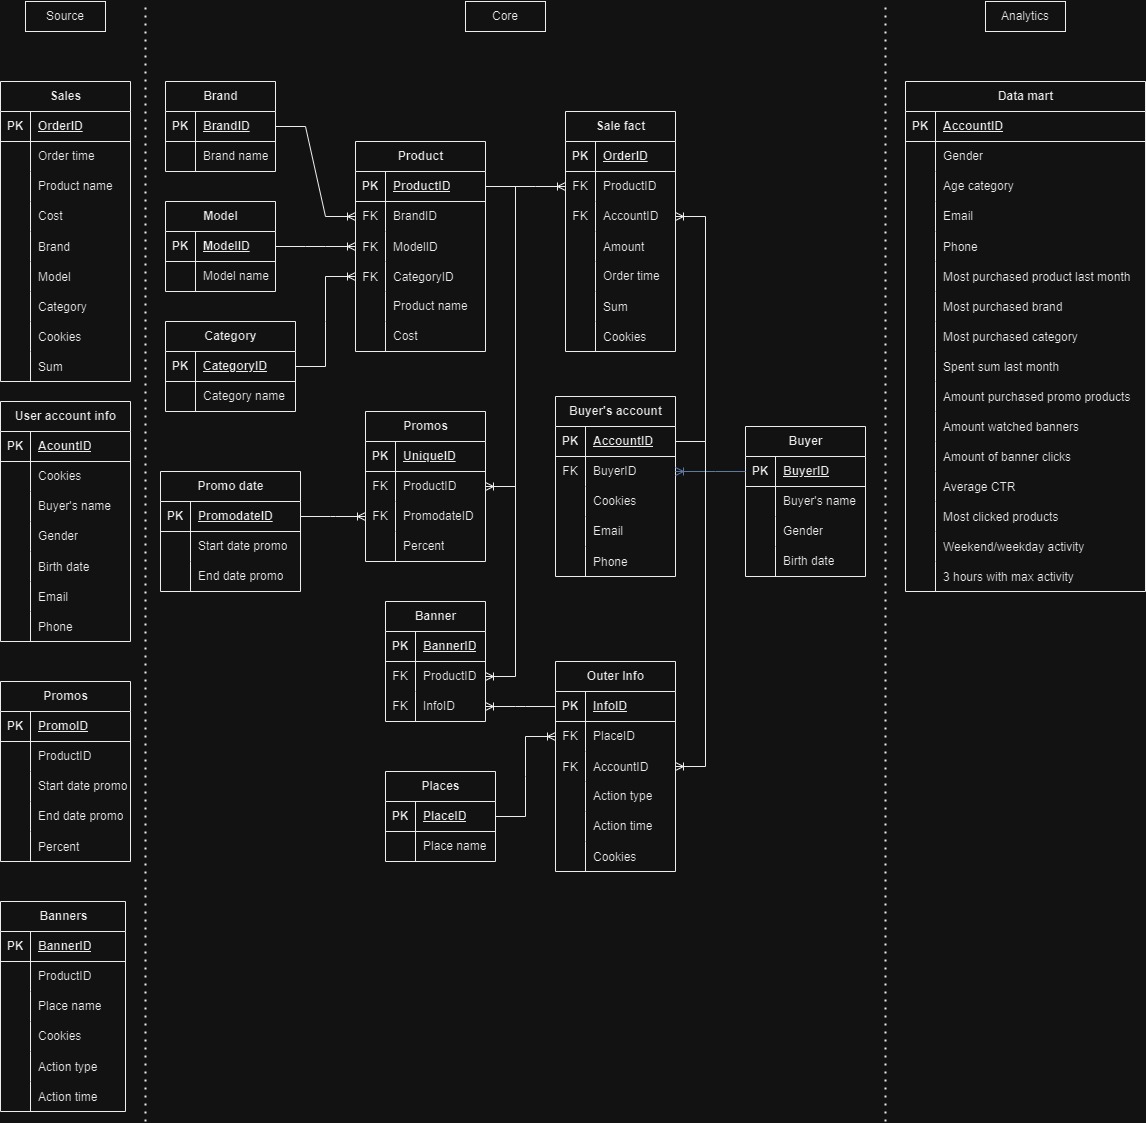 Source
Core
Analytics
Sales
PK OrderID
Order time
Product name
Cost
Brand
Model
Category
Cookies
Sum
User account info
PK AcountID
Cookies
Buyer's name
Gender
Birth date
Email
Phone
Promos
PK PromoID
ProductID
Start date promo
End date promo
Percent
Banners
PK BannerID
ProductID
Place name
Cookies
Action type
Action time
Brand
PK BrandID
Brand name
Model
PK ModelID
Model name
Category
PK CategoryID
Category name
Promo date
PK PromodateID
Start date promo
End date promo
Product
PK ProductID
FK BrandID
FK ModelID
FK CategoryID
Product name
Cost
Promos
PK UniqueID
FK ProductID
FK PromodateID
Percent
Banner
PK BannerID
FK ProductID
FK InfoID
Places
PK PlaceID
Place name
Sale fact
PK OrderID
FK ProductID
FK AccountID
Amount
Order time
Sum
Cookies
Buyer's account
PK AccountID
FK BuyerID
Cookies
Email
Phone
Outer Info
PK InfoID
FK PlaceID
FK AccountID
Action type
Action time
Cookies
Buyer
PK BuyerID
Buyer's name
Gender
Birth date
Data mart
PK AccountID
Gender
Age category
Email
Phone
Most purchased product last month
Most purchased brand
Most purchased category
Spent sum last month
Amount purchased promo products
Amount watched banners
Amount of banner clicks
Average CTR
Most clicked products
Weekend/weekday activity
3 hours with max activity